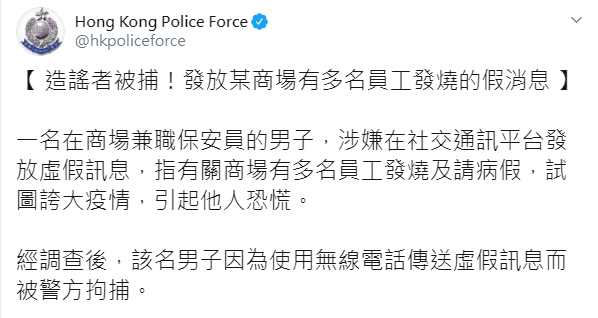 Hong Kong Police Force
@hkpoliceforce
【 造謠者被捕！發放某商場有多名員工發燒的假消息 】
一名在商場兼職保安員的男子，涉嫌在社交通訊平台發
放虛假訊息，指有關商場有多名員工發燒及請病假，試
圖誇大疫情，引起他人恐慌。
經調查後，該名男子因為使用無線電話傳送虛假訊息而
被警方拘捕。